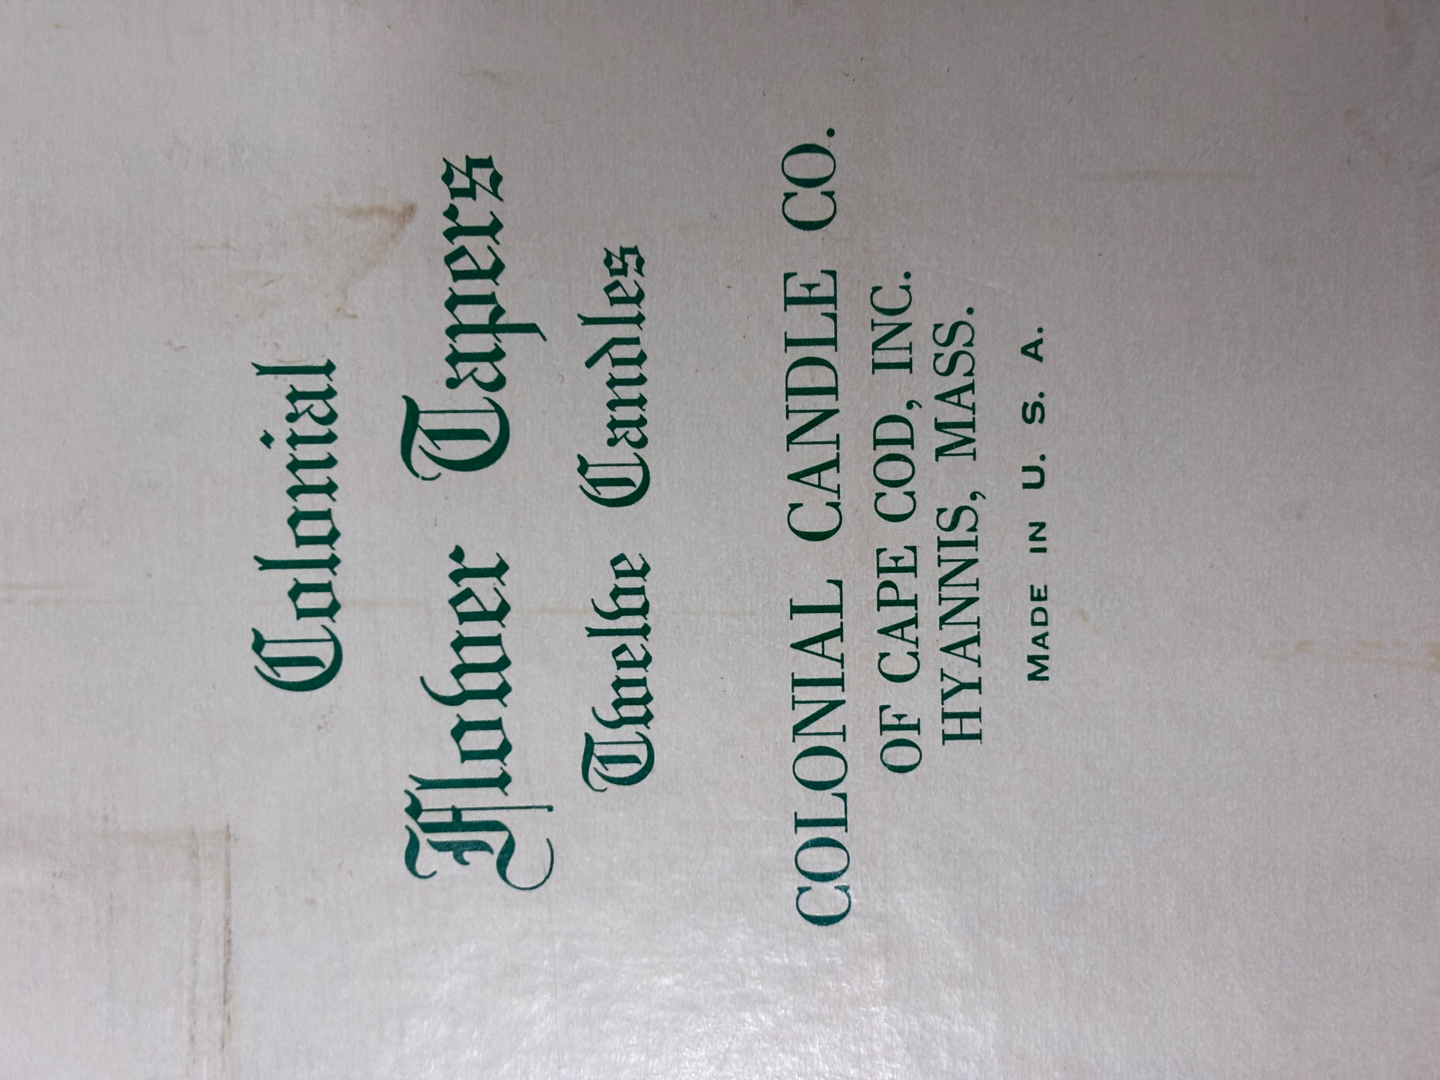 Colonial
Flower Tapers
Twelve Candles
COLONIAL CANDLE CO.
OF CAPE COD, INC.
HYANNIS, MASS.
MADE IN U. S. A.